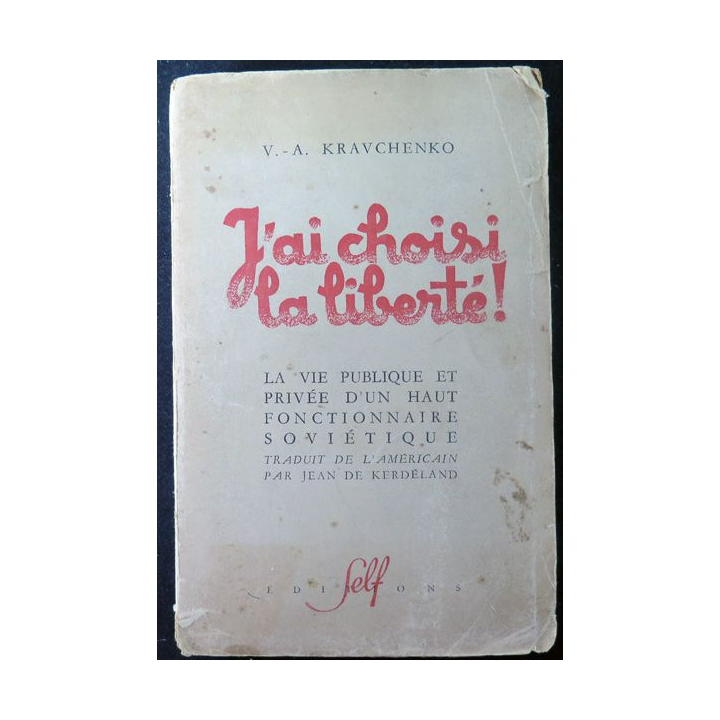 V.-A. KRAVCHENKO
J'ai choisi
la liberté!
LA VIE PUBLIQUE ET
PRIVÉE D'UN HAUT
FONCTIONNAIRE
SOVIÉTIQUE
TRADUIT DE L'AMÉRICAIN
PAR JEAN DE KERDÉLAND
Self
EDITIONS